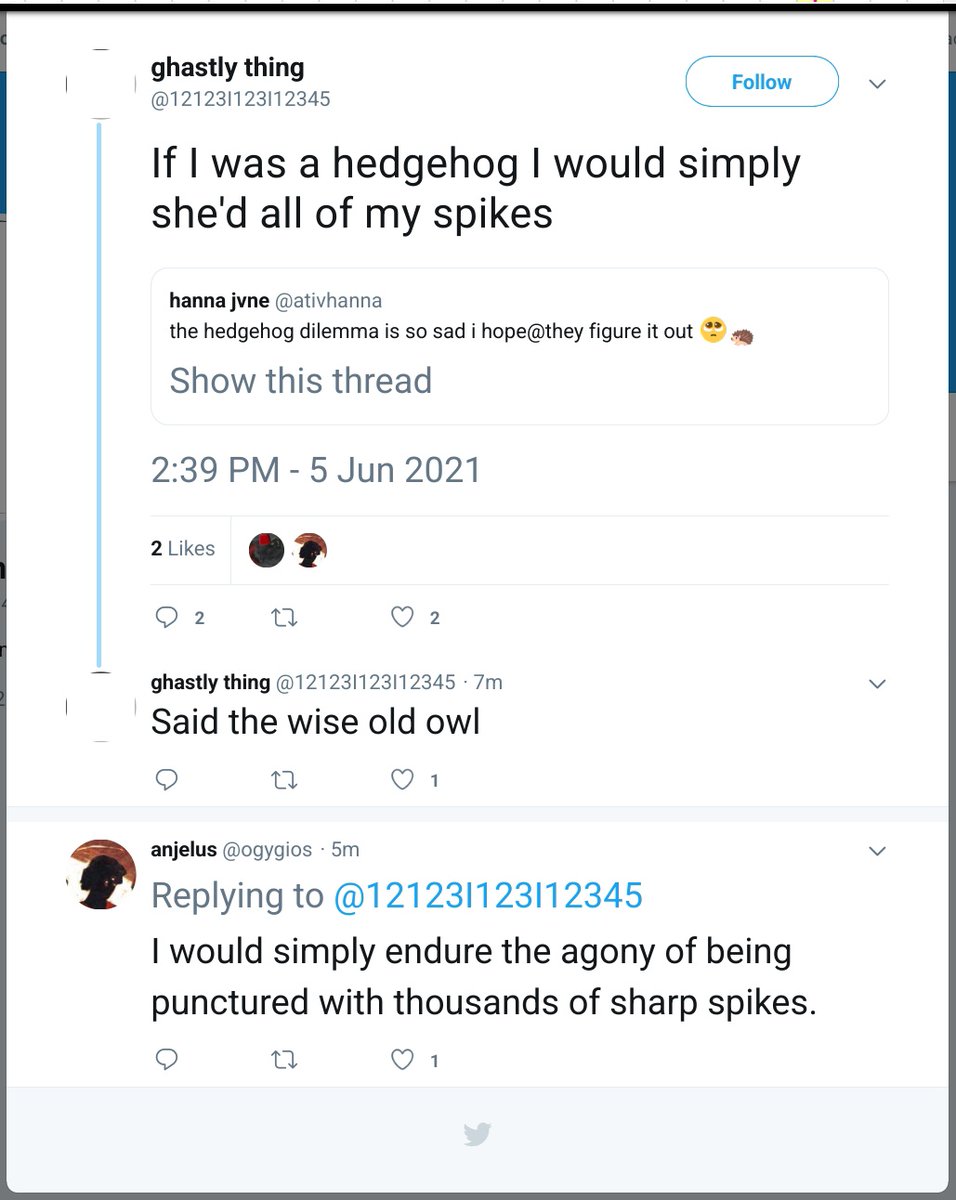 ghastly thing
@12123I123I12345
Follow
If I was a hedgehog I would simply
she'd all of my spikes
hanna jvne @ativhanna
the hedgehog dilemma is so sad i hope@they figure it out 🥺🦔
Show this thread
2:39 PM - 5 Jun 2021
2 Likes
2 2
ghastly thing @12123I123I12345 · 7m
Said the wise old owl
1
anjelus @ogygios · 5m
Replying to @12123I123I12345
I would simply endure the agony of being
punctured with thousands of sharp spikes.
1